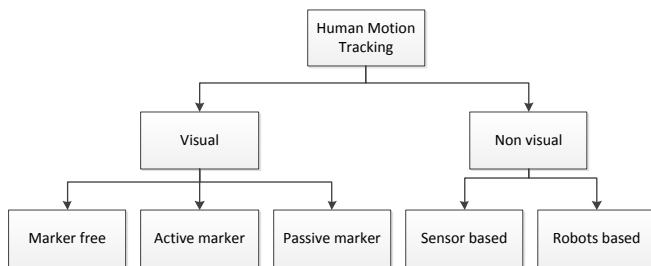 Human Motion
Tracking
Visual
Non visual
Marker free
Active marker
Passive marker
Sensor based
Robots based